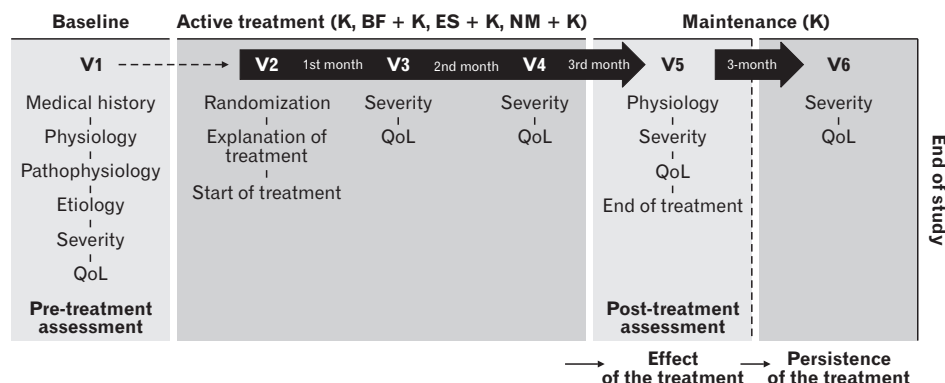 Baseline
Active treatment (K, BF + K, ES + K, NM + K)
Maintenance (K)
V1
V2
1st month
V3
2nd month
V4
3rd month
V5
3-month
V6
Medical history
Physiology
Pathophysiology
Etiology
Severity
QoL
Pre-treatment
assessment
Randomization
Explanation of
treatment
Start of treatment
Severity
QoL
Severity
QoL
Physiology
Severity
QoL
End of treatment
Post-treatment
assessment
Severity
QoL
End of study
Effect
of the treatment
Persistence
of the treatment